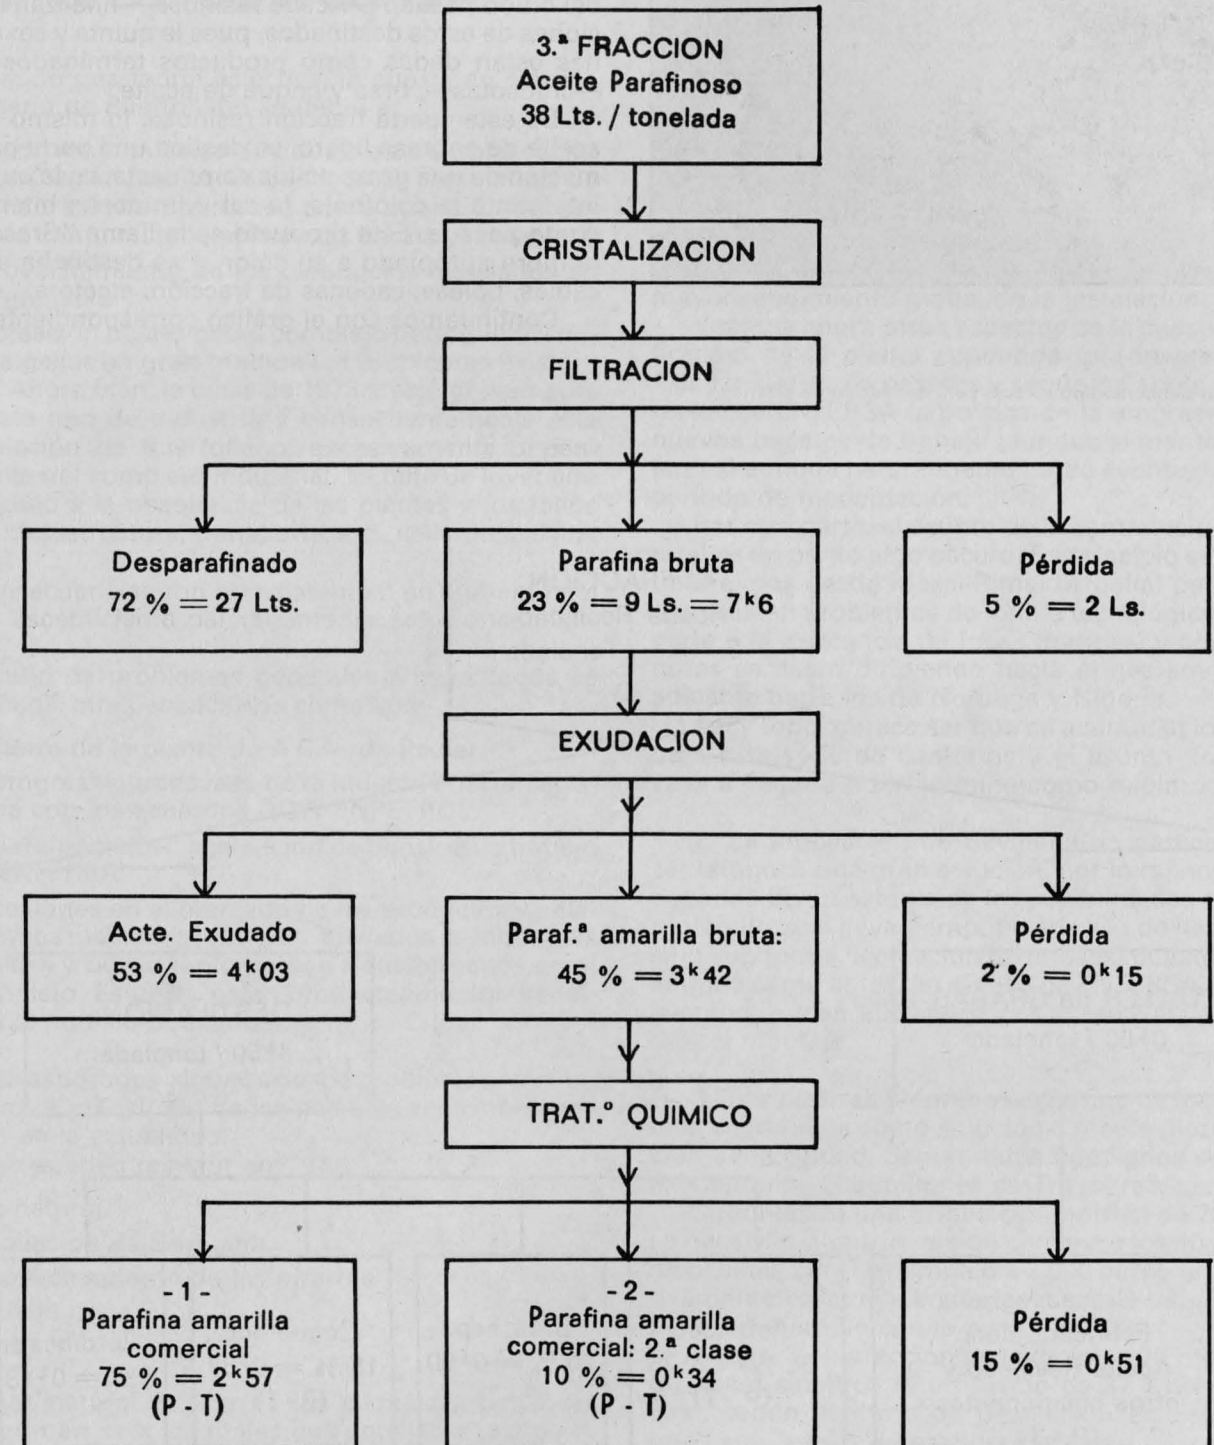 3.ª FRACCION
Aceite Parafinoso
38 Lts. / tonelada
CRISTALIZACION
FILTRACION
Desparafinado
72 % = 27 Lts.
Parafina bruta
23 % = 9 Ls. = 7ᵏ6
Pérdida
5 % = 2 Ls.
EXUDACION
Acte. Exudado
53 % = 4ᵏ03
Paraf.ª amarilla bruta:
45 % = 3ᵏ42
Pérdida
2 % = 0ᵏ15
TRAT.º QUIMICO
- 1 -
Parafina amarilla
comercial
75 % = 2ᵏ57
(P - T)
- 2 -
Parafina amarilla
comercial: 2.ª clase
10 % = 0ᵏ34
(P - T)
Pérdida
15 % = 0ᵏ51